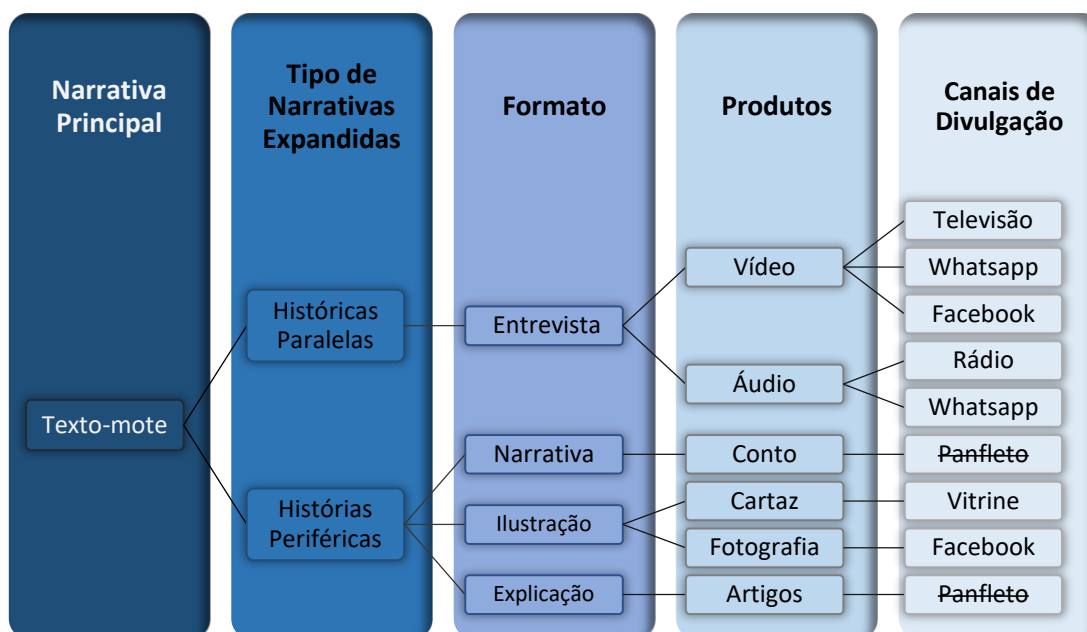 Narrativa
Principal
Tipo de
Narrativas
Expandidas
Formato
Produtos
Canais de
Divulgação
Texto-mote
Históricas
Paralelas
Histórias
Periféricas
Entrevista
Narrativa
Ilustração
Explicação
Vídeo
Áudio
Conto
Cartaz
Fotografia
Artigos
Televisão
Whatsapp
Facebook
Rádio
Whatsapp
Panfleto
Vitrine
Facebook
Panfleto